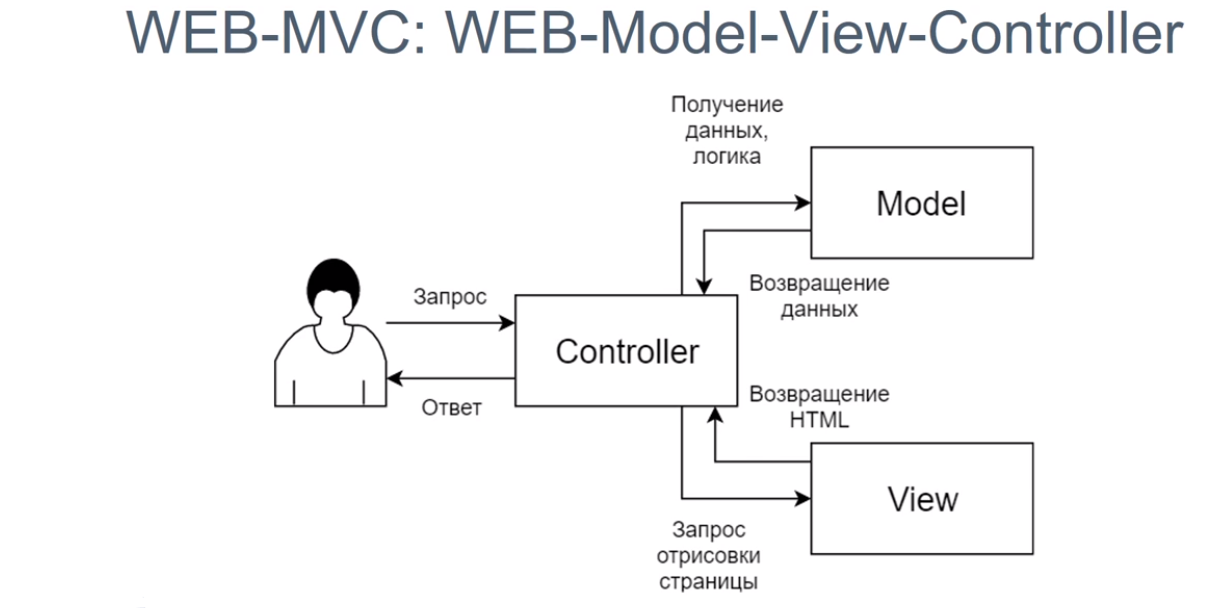 WEB-MVC: WEB-Model-View-Controller
Получение
данных,
логика
Model
Возвращение
данных
Запрос
Controller
Ответ
Возвращение
HTML
View
Запрос
отрисовки
страницы